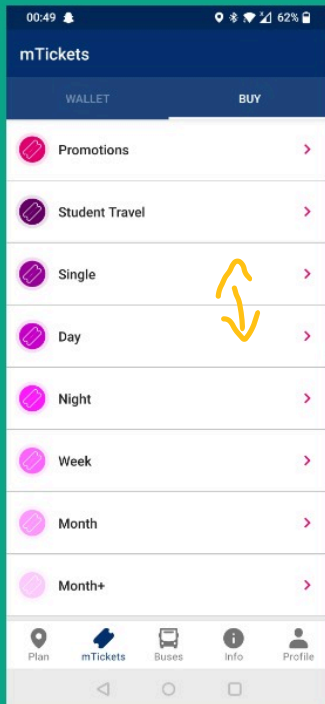 00:49 62%
mTickets
WALLET BUY
Promotions
Student Travel
Single
Day
Night
Week
Month
Month+
Plan mTickets Buses Info Profile